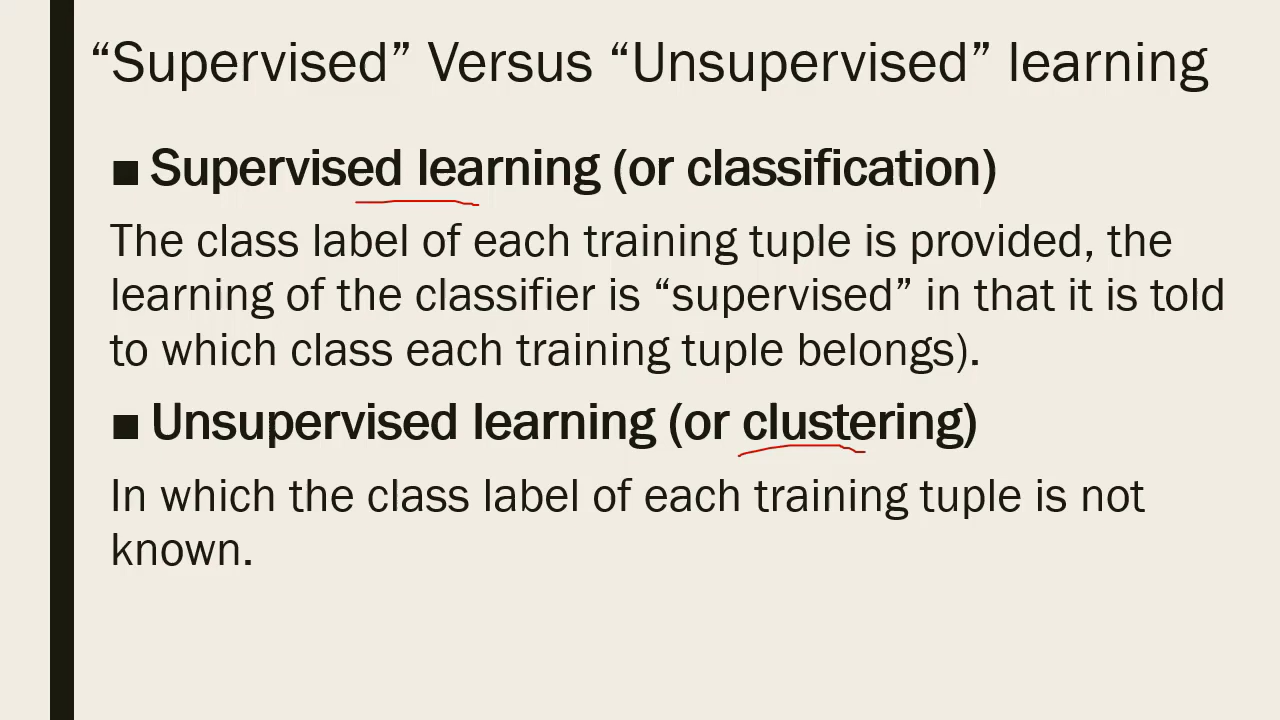 “Supervised” Versus “Unsupervised” learning
■ Supervised learning (or classification)
The class label of each training tuple is provided, the
learning of the classifier is “supervised” in that it is told
to which class each training tuple belongs).
■ Unsupervised learning (or clustering)
In which the class label of each training tuple is not
known.